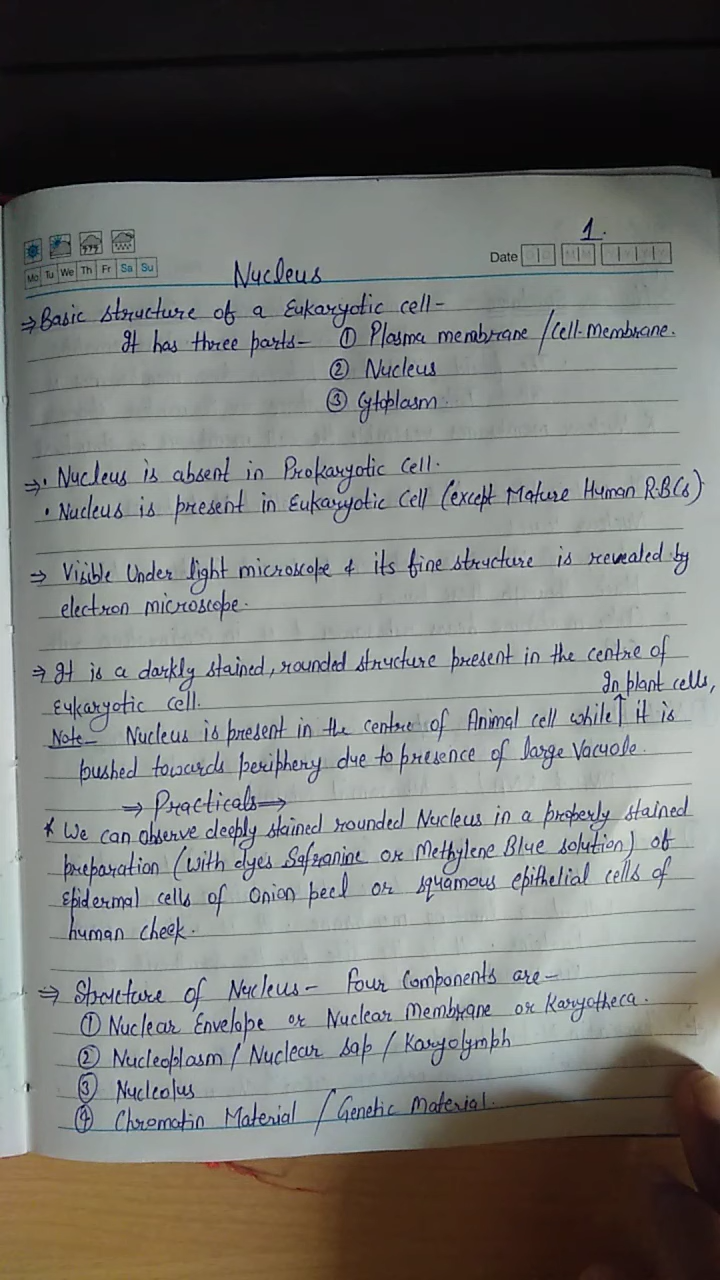 1.
Date D D M M Y Y Y Y
Mo Tu We Th Fr Sa Su
Nucleus
⇒ Basic structure of a Eukaryotic cell-
It has three parts- ① Plasma membrane / Cell-membrane.
② Nucleus
③ Cytoplasm.
⇒ • Nucleus is absent in Prokaryotic Cell.
• Nucleus is present in Eukaryotic Cell (except Mature Human R.B.Cs)
⇒ Visible Under light microscope & its fine structure is revealed by
electron microscope.
⇒ It is a darkly stained, rounded structure present in the centre of
Eukaryotic cell.
In plant cells,
Note- Nucleus is present in the centre of Animal cell while ↑ it is
pushed towards periphery due to presence of large Vacuole.
⇒ Practicals ⇒
* We can observe deeply stained rounded Nucleus in a properly stained
preparation (with dyes Safranine or Methylene Blue solution) of
Epidermal cells of Onion peel or squamous epithelial cells of
human cheek.
⇒ Structure of Nucleus- Four Components are-
① Nuclear Envelope or Nuclear Membrane or Karyotheca.
② Nucleoplasm / Nuclear sap / Karyolymph
③ Nucleolus
④ Chromatin Material / Genetic Material.